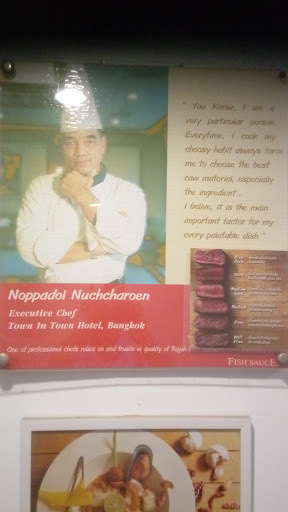 " You Know, I am a
very particular person.
Everytime, I cook my
choosy habit always force
me to choose the best
raw material, especially
the ingredient .
I belive, it is the main
important factor for my
every palatable dish "
Noppadol Nuchcharoen
Executive Chef
Town In Town Hotel, Bangkok
One of professional chefs relies on and trusts in quality of
FISH SAUCE